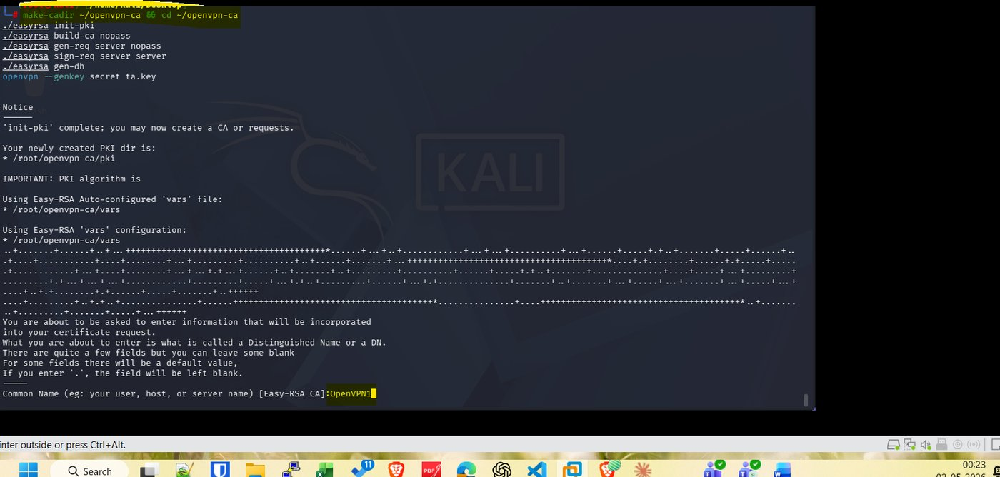 [/home/kali/Desktop]
└─# make-cadir ~/openvpn-ca && cd ~/openvpn-ca
./easyrsa init-pki
./easyrsa build-ca nopass
./easyrsa gen-req server nopass
./easyrsa sign-req server server
./easyrsa gen-dh
openvpn --genkey secret ta.key
Notice
------
'init-pki' complete; you may now create a CA or requests.
Your newly created PKI dir is:
* /root/openvpn-ca/pki
KALI
IMPORTANT: PKI algorithm is
Using Easy-RSA Auto-configured 'vars' file:
* /root/openvpn-ca/vars
Using Easy-RSA 'vars' configuration:
* /root/openvpn-ca/vars
You are about to be asked to enter information that will be incorporated
into your certificate request.
What you are about to enter is what is called a Distinguished Name or a DN.
There are quite a few fields but you can leave some blank
For some fields there will be a default value,
If you enter '.', the field will be left blank.
-----
Common Name (eg: your user, host, or server name) [Easy-RSA CA]:OpenVPN1
inter outside or press Ctrl+Alt.
Search
11
PDF
00:23